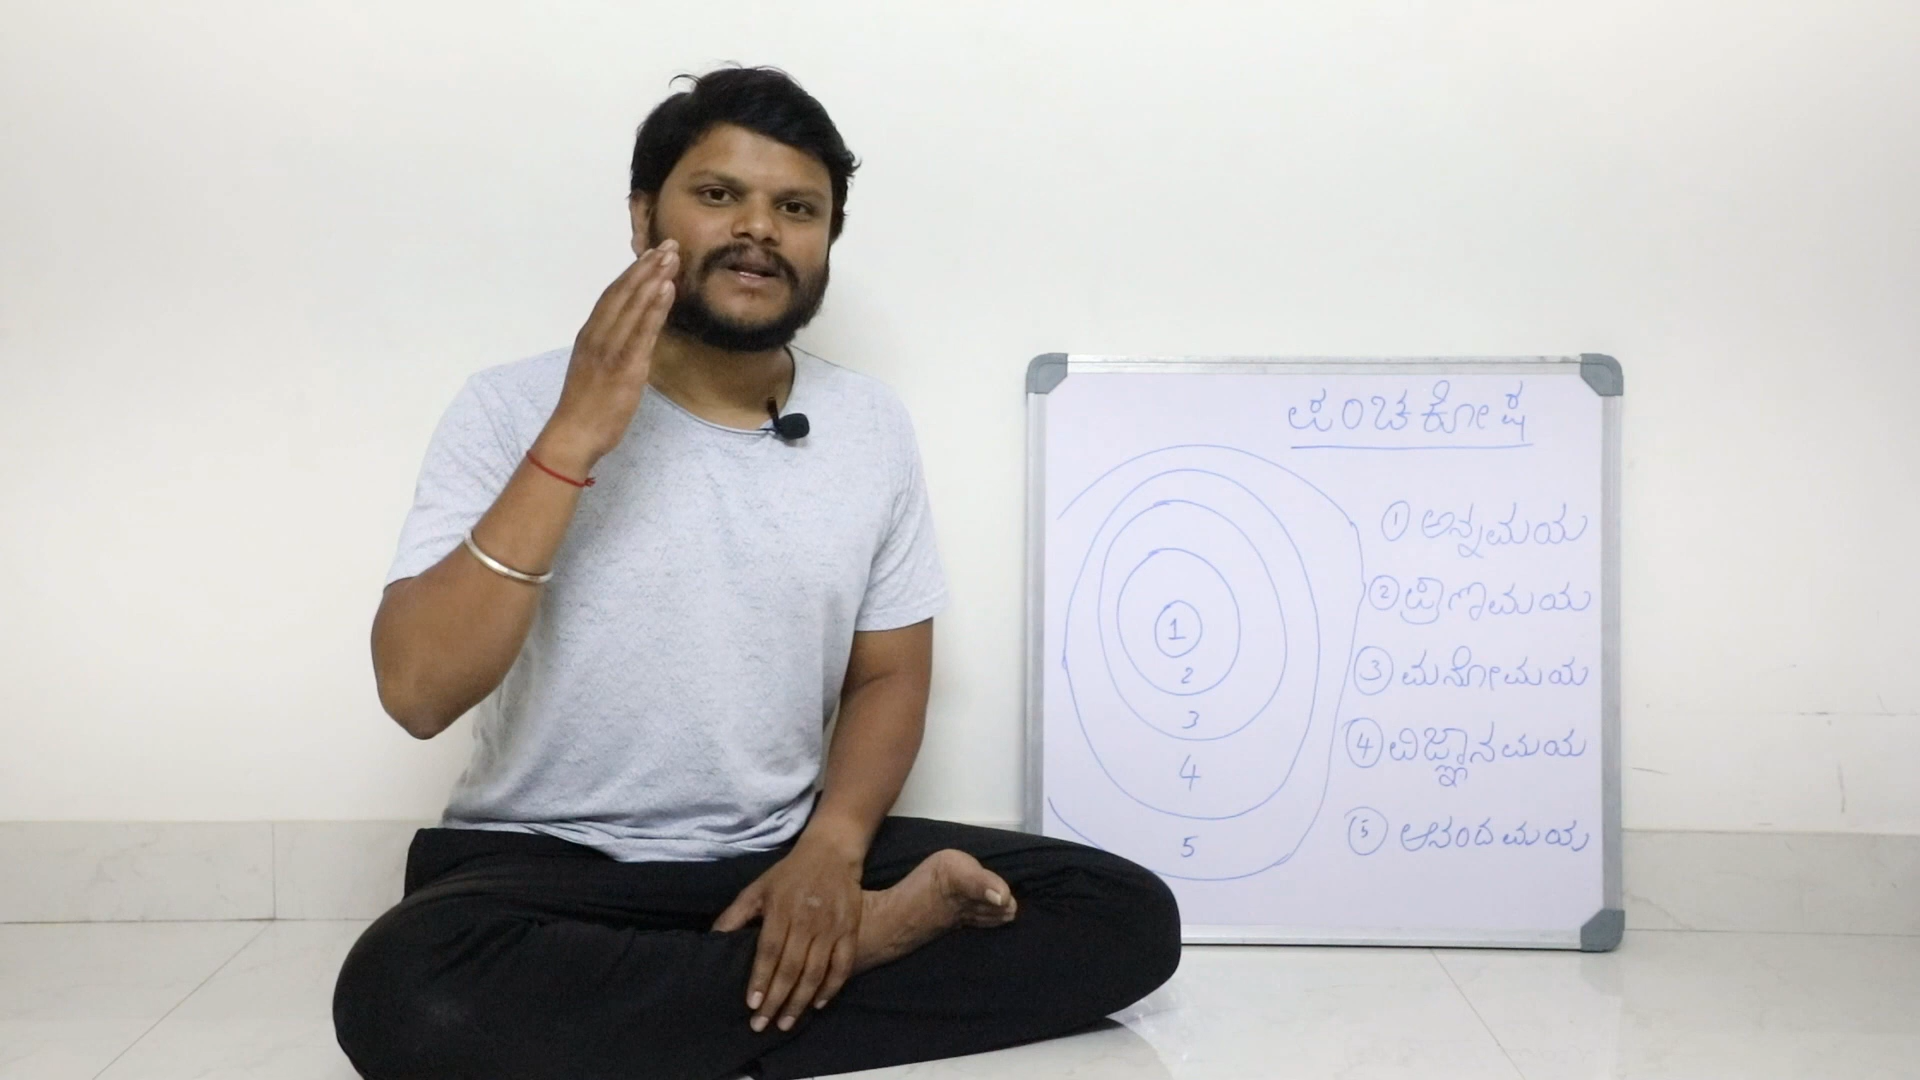 ಪಂಚಕೋಷ
① ಅನ್ನಮಯ
② ಪ್ರಾಣಮಯ
③ ಮನೋಮಯ
④ ವಿಜ್ಞಾನಮಯ
⑤ ಆನಂದಮಯ
1
2
3
4
5